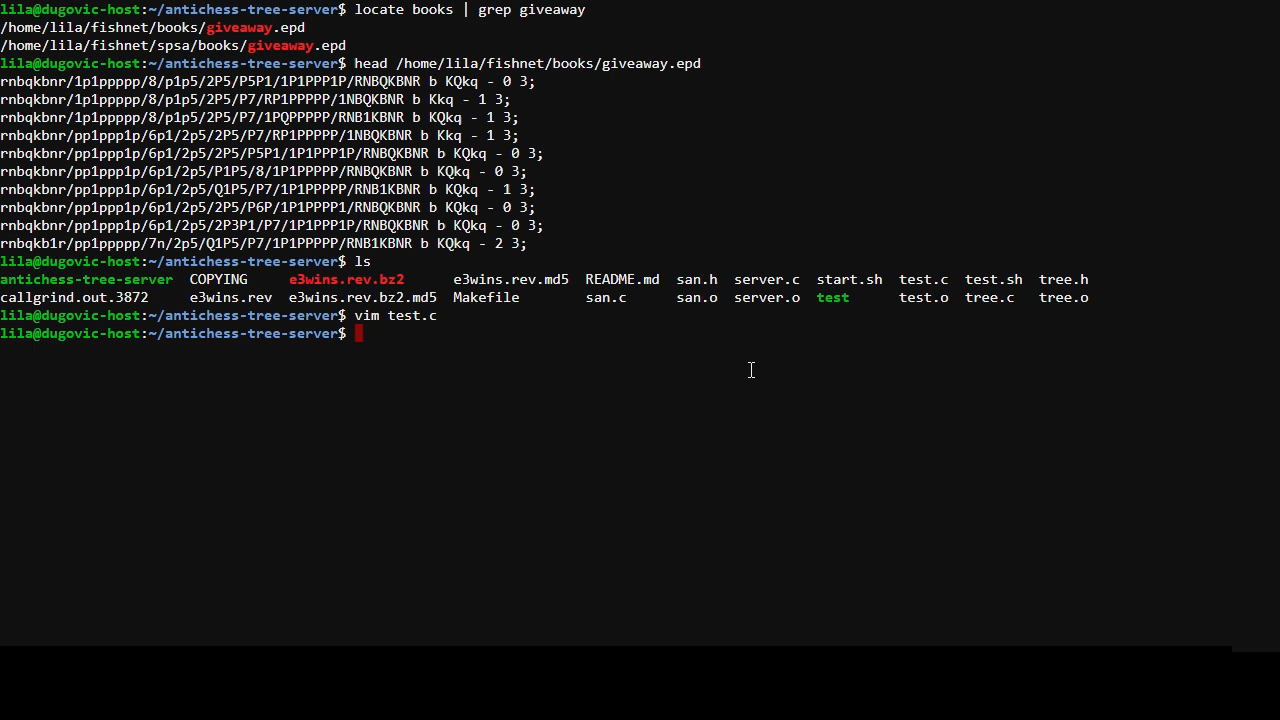 lila@dugovic-host:~/antichess-tree-server$ locate books | grep giveaway
/home/lila/fishnet/books/giveaway.epd
/home/lila/fishnet/spsa/books/giveaway.epd
lila@dugovic-host:~/antichess-tree-server$ head /home/lila/fishnet/books/giveaway.epd
rnbqkbnr/1p1ppppp/8/p1p5/2P5/P5P1/1P1PPP1P/RNBQKBNR b KQkq - 0 3;
rnbqkbnr/1p1ppppp/8/p1p5/2P5/P7/RP1PPPPP/1NBQKBNR b Kkq - 1 3;
rnbqkbnr/1p1ppppp/8/p1p5/2P5/P7/1PQPPPPP/RNB1KBNR b KQkq - 1 3;
rnbqkbnr/pp1ppp1p/6p1/2p5/2P5/P7/RP1PPPPP/1NBQKBNR b Kkq - 1 3;
rnbqkbnr/pp1ppp1p/6p1/2p5/2P5/P5P1/1P1PPP1P/RNBQKBNR b KQkq - 0 3;
rnbqkbnr/pp1ppp1p/6p1/2p5/P1P5/8/1P1PPPPP/RNBQKBNR b KQkq - 0 3;
rnbqkbnr/pp1ppp1p/6p1/2p5/Q1P5/P7/1P1PPPPP/RNB1KBNR b KQkq - 1 3;
rnbqkbnr/pp1ppp1p/6p1/2p5/2P5/P6P/1P1PPPP1/RNBQKBNR b KQkq - 0 3;
rnbqkbnr/pp1ppp1p/6p1/2p5/2P3P1/P7/1P1PPP1P/RNBQKBNR b KQkq - 0 3;
rnbqkb1r/pp1ppppp/7n/2p5/Q1P5/P7/1P1PPPPP/RNB1KBNR b KQkq - 2 3;
lila@dugovic-host:~/antichess-tree-server$ ls
antichess-tree-server COPYING e3wins.rev.bz2 e3wins.rev.md5 README.md san.h server.c start.sh test.c test.sh tree.h
callgrind.out.3872 e3wins.rev e3wins.rev.bz2.md5 Makefile san.c san.o server.o test test.o tree.c tree.o
lila@dugovic-host:~/antichess-tree-server$ vim test.c
lila@dugovic-host:~/antichess-tree-server$